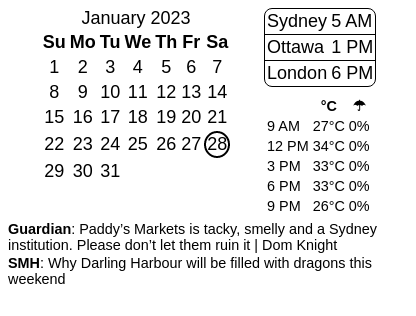 January 2023
Su Mo Tu We Th Fr Sa
1 2 3 4 5 6 7
8 9 10 11 12 13 14
15 16 17 18 19 20 21
22 23 24 25 26 27 28
29 30 31
Sydney 5 AM
Ottawa 1 PM
London 6 PM
°C ☂
9 AM 27°C 0%
12 PM 34°C 0%
3 PM 33°C 0%
6 PM 33°C 0%
9 PM 26°C 0%
Guardian: Paddy’s Markets is tacky, smelly and a Sydney
institution. Please don’t let them ruin it | Dom Knight
SMH: Why Darling Harbour will be filled with dragons this
weekend